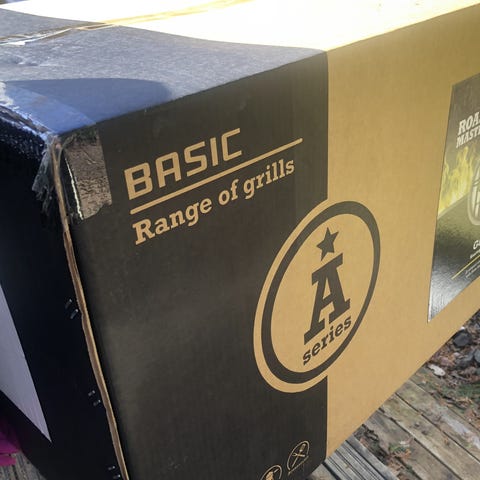 BASIC
Range of grills
A
series